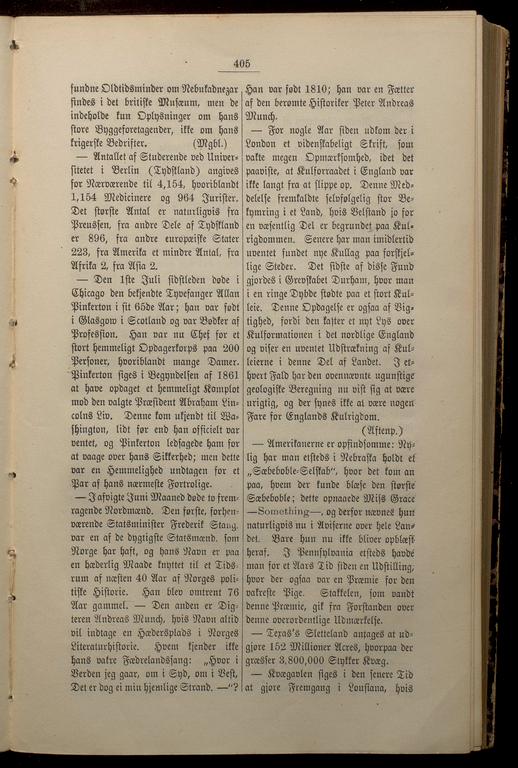 405
fundne Oldtidsminder om Nebukadnezar
findes i det britiske Musæum, men de
indeholde kun Oplysninger om hans
store Byggeforetagender, ikke om hans
krigerske Bedrifter. (Mgbl.)
— Antallet af Studerende ved Univer-
sitetet i Berlin (Tydskland) angives
for Nærværende til 4,154, hvoriblandt
1,154 Medicinere og 964 Jurister.
Det største Antal er naturligvis fra
Preussen, fra andre Dele af Tydskland
er 896, fra andre europæiske Stater
223, fra Amerika et mindre Antal, fra
Afrika 2, fra Asia 2.
— Den 1ste Juli sidstleden døde i
Chicago den bekjendte Tyvefanger Allan
Pinkerton i sit 65de Aar; han var født
i Glasgow i Scotland og var Bødker af
Profession. Han var nu Chef for et
stort hemmeligt Opdagerkorps paa 200
Personer, hvoriblandt mange Damer.
Pinkerton siges i Begyndelsen af 1861
at have opdaget et hemmeligt Komplot
mod den valgte Præsident Abraham Lin-
colns Liv. Denne kom ukjendt til Wa-
shington, lidt før end han officielt var
ventet, og Pinkerton ledsagede ham for
at vaage over hans Sikkerhed; men dette
var en Hemmelighed undtagen for et
Par af hans nærmeste Fortrolige.
— I afvigte Juni Maaned døde to frem-
ragende Nordmænd. Den første, forhen-
værende Statsminister Frederik Stang,
var en af de dygtigste Statsmænd, som
Norge har haft, og hans Navn er paa
en hæderlig Maade knyttet til et Tids-
rum af næsten 40 Aar af Norges poli-
tiske Historie. Han blev omtrent 76
Aar gammel. — Den anden er Dig-
teren Andreas Munch, hvis Navn altid
vil indtage en Hædersplads i Norges
Literaturhistorie. Hvem kjender ikke
hans vakre Fædrelandssang: „Hvor i
Verden jeg gaar, om i Syd, om i Vest,
Det er dog ei min hjemlige Strand. —"?
Han var født 1810; han var en Fætter
af den berømte Historiker Peter Andreas
Munch.
— For nogle Aar siden udkom der i
London et videnskabeligt Skrift, som
vakte megen Opmærksomhed, idet det
paaviste, at Kulforraadet i England var
ikke langt fra at slippe op. Denne Med-
delelse fremkaldte selvfølgelig stor Be-
kymring i et Land, hvis Velstand jo for
en væsentlig Del er begrundet paa Kul-
rigdommen. Senere har man imidlertid
uventet fundet nye Kullag paa forskjel-
lige Steder. Det sidste af disse Fund
gjordes i Grevskabet Durham, hvor man
i en ringe Dybde stødte paa et stort Kul-
leie. Denne Opdagelse er ogsaa af Vig-
tighed, fordi den kaster et nyt Lys over
Kulformationen i det nordlige England
og viser en uventet Udstrækning af Kul-
leierne i denne Del af Landet. I et-
hvert Fald har den ovennævnte ugunstige
geologiske Beregning nu vist sig at være
urigtig, og der synes ikke at være nogen
Fare for Englands Kulrigdom.
(Aftenp.)
— Amerikanerne er opfindsomme: Ny-
lig har man etsteds i Nebraska holdt et
„Sæbeboble-Selskab", hvor det kom an
paa, hvem der kunde blæse den største
Sæbeboble; dette opnaaede Miss Grace
—Something—, og derfor nævnes hun
naturligvis nu i Aviserne over hele Lan-
det. Bare hun nu ikke bliver opblæst
heraf. I Pennsylvania etsteds havde
man for et Aars Tid siden en Udstilling,
hvor der ogsaa var en Præmie for den
vakreste Pige. Stakkelen, som vandt
denne Præmie, gik fra Forstanden over
denne overordentlige Udmærkelse.
— Texas's Sletteland antages at ud-
gjøre 152 Millioner Acres, hvorpaa der
græsser 3,800,000 Stykker Kvæg.
— Kvægavlen siges i den senere Tid
at gjøre Fremgang i Lousiana, hvis